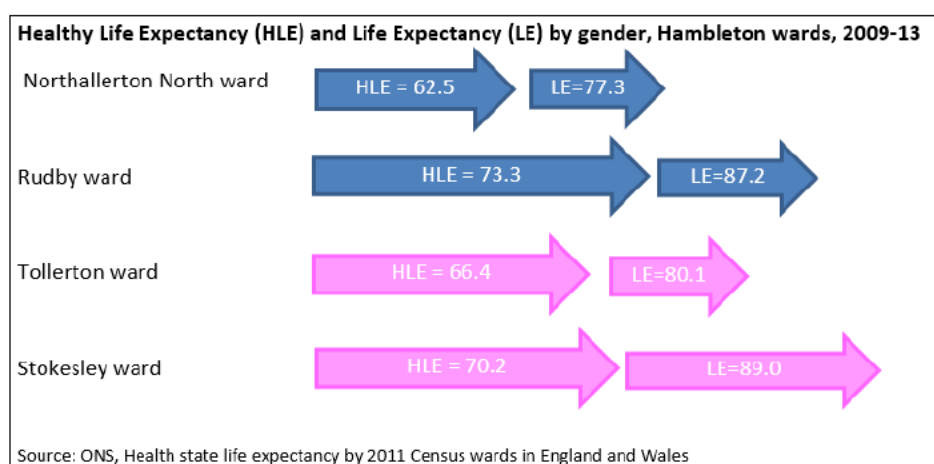 Healthy Life Expectancy (HLE) and Life Expectancy (LE) by gender, Hambleton wards, 2009-13
Northallerton North ward HLE = 62.5 LE=77.3
Rudby ward HLE = 73.3 LE=87.2
Tollerton ward HLE = 66.4 LE=80.1
Stokesley ward HLE = 70.2 LE=89.0
Source: ONS, Health state life expectancy by 2011 Census wards in England and Wales